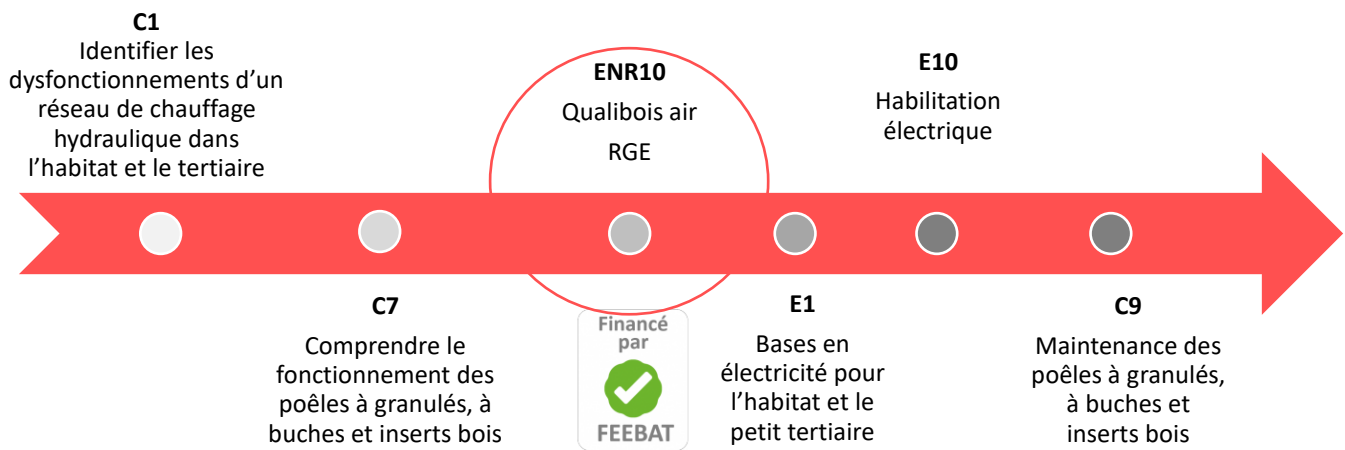 C1
Identifier les
dysfonctionnements d’un
réseau de chauffage
hydraulique dans
l’habitat et le tertiaire
ENR10
Qualibois air
RGE
E10
Habilitation
électrique
C7
Comprendre le
fonctionnement des
poêles à granulés, à
buches et inserts bois
Financé
par
FEEBAT
E1
Bases en
électricité pour
l’habitat et le
petit tertiaire
C9
Maintenance des
poêles à granulés,
à buches et
inserts bois